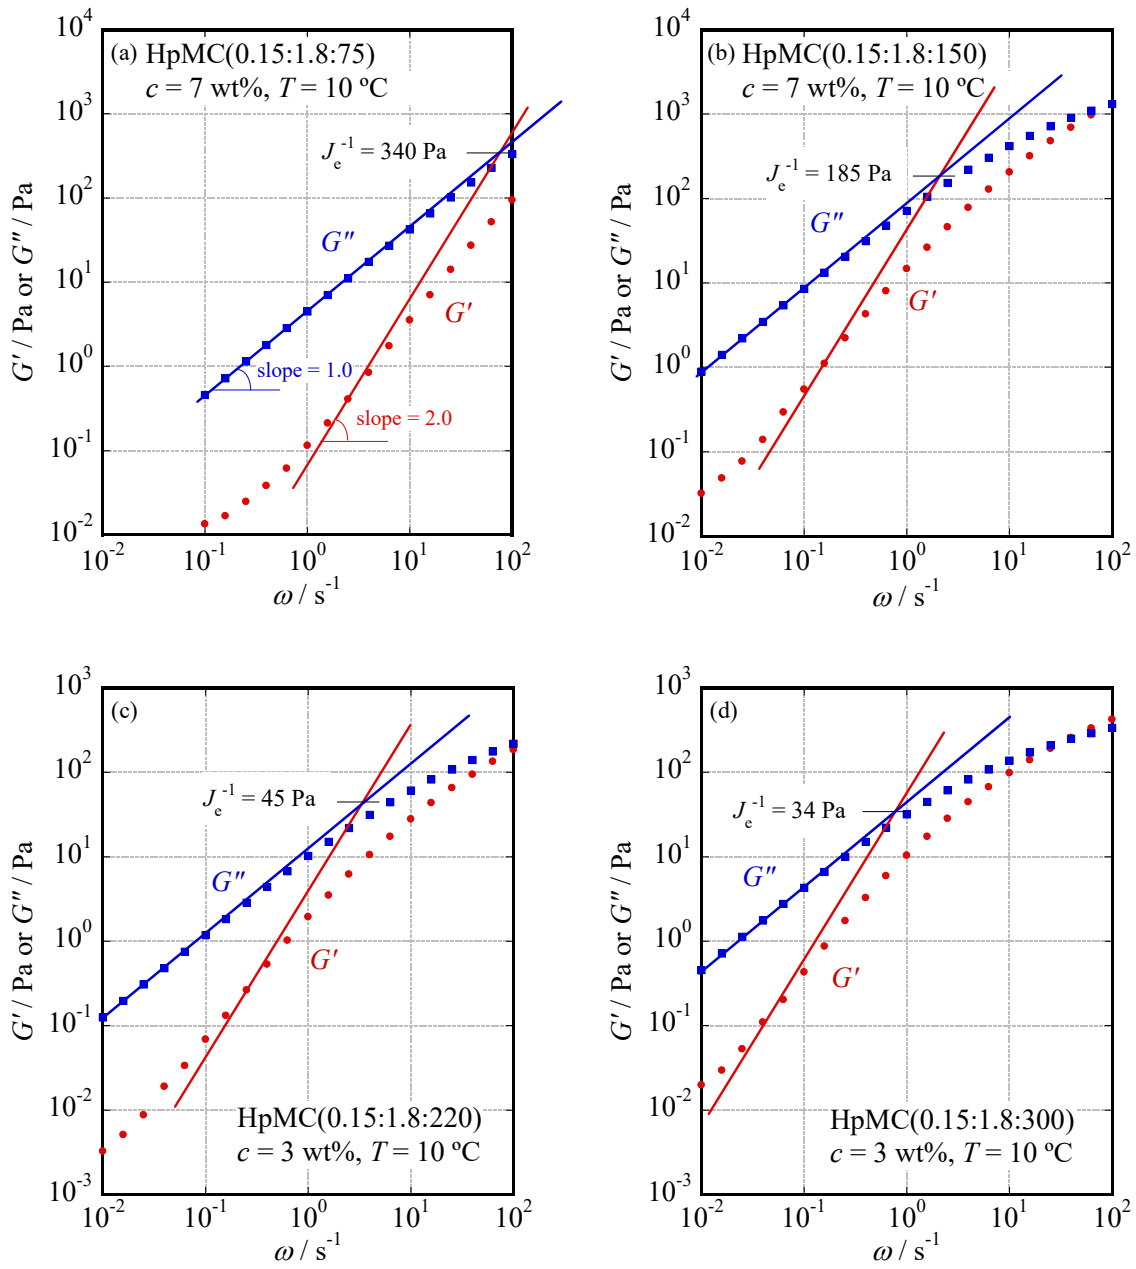 (a) HpMC(0.15:1.8:75)
c = 7 wt%, T = 10 ºC
J_e^-1 = 340 Pa
G″
G′
slope = 1.0
slope = 2.0
10^4
10^3
10^2
10^1
10^0
10^-1
10^-2
G′ / Pa or G″ / Pa
10^-2 10^-1 10^0 10^1 10^2
ω / s^-1
(b) HpMC(0.15:1.8:150)
c = 7 wt%, T = 10 ºC
J_e^-1 = 185 Pa
G″
G′
10^4
10^3
10^2
10^1
10^0
10^-1
10^-2
G′ / Pa or G″ / Pa
10^-2 10^-1 10^0 10^1 10^2
ω / s^-1
(c)
J_e^-1 = 45 Pa
G″
G′
HpMC(0.15:1.8:220)
c = 3 wt%, T = 10 ºC
10^3
10^2
10^1
10^0
10^-1
10^-2
10^-3
G′ / Pa or G″ / Pa
10^-2 10^-1 10^0 10^1 10^2
ω / s^-1
(d)
J_e^-1 = 34 Pa
G″
G′
HpMC(0.15:1.8:300)
c = 3 wt%, T = 10 ºC
10^3
10^2
10^1
10^0
10^-1
10^-2
10^-3
G′ / Pa or G″ / Pa
10^-2 10^-1 10^0 10^1 10^2
ω / s^-1